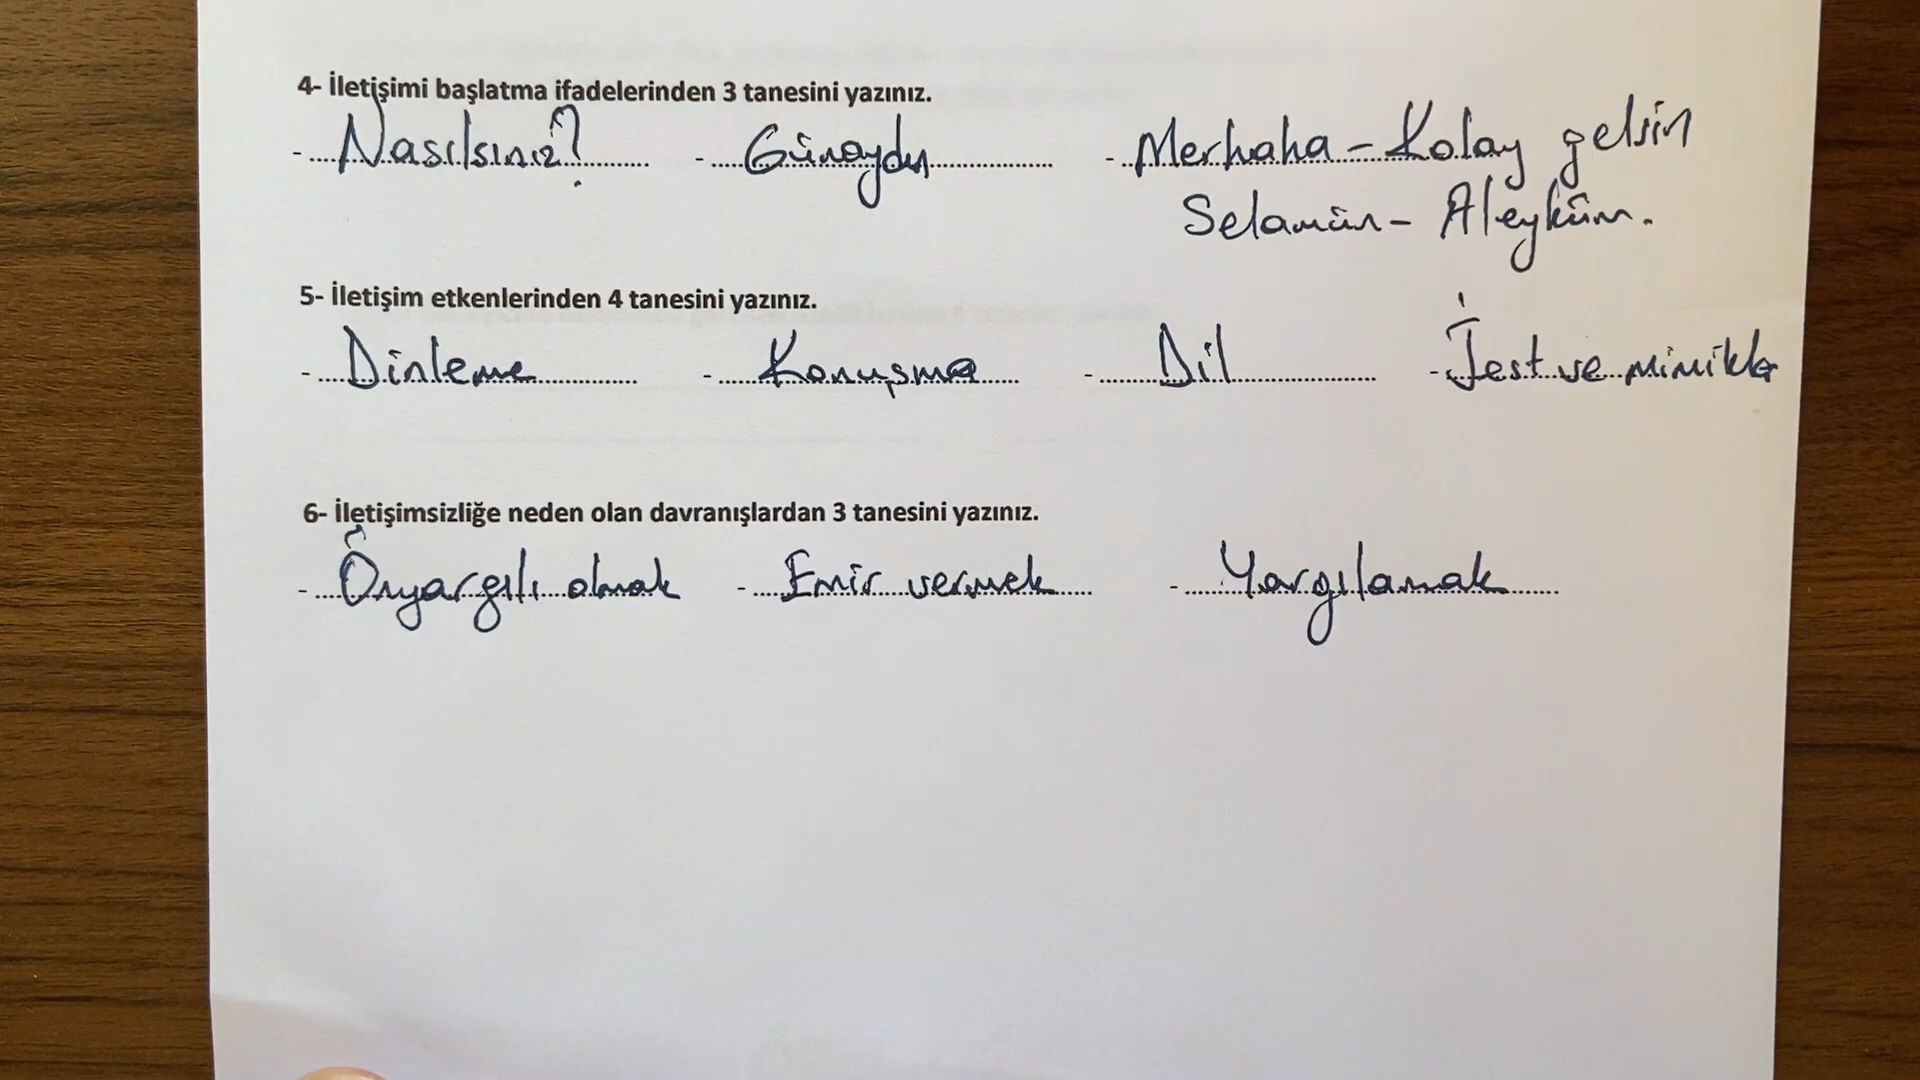 4- İletişimi başlatma ifadelerinden 3 tanesini yazınız.
- Nasılsınız? - Günaydın - Merhaba - Kolay gelsin
Selamün - Aleyküm.
5- İletişim etkenlerinden 4 tanesini yazınız.
- Dinleme - Konuşma - Dil - Jest ve mimikler
6- İletişimsizliğe neden olan davranışlardan 3 tanesini yazınız.
- Önyargılı olmak - Emir vermek - Yargılamak